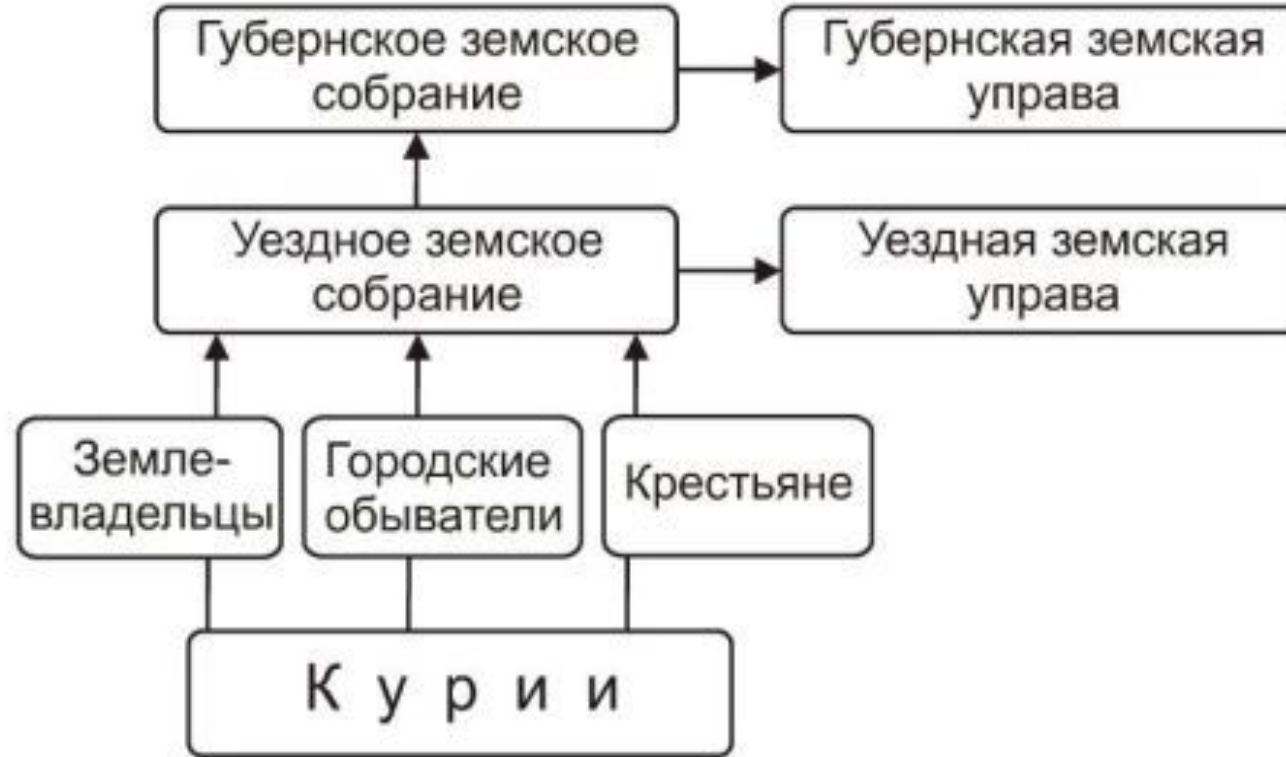 Губернское земское
собрание
Губернская земская
управа
Уездное земское
собрание
Уездная земская
управа
Земле-
владельцы
Городские
обыватели
Крестьяне
К у р и и